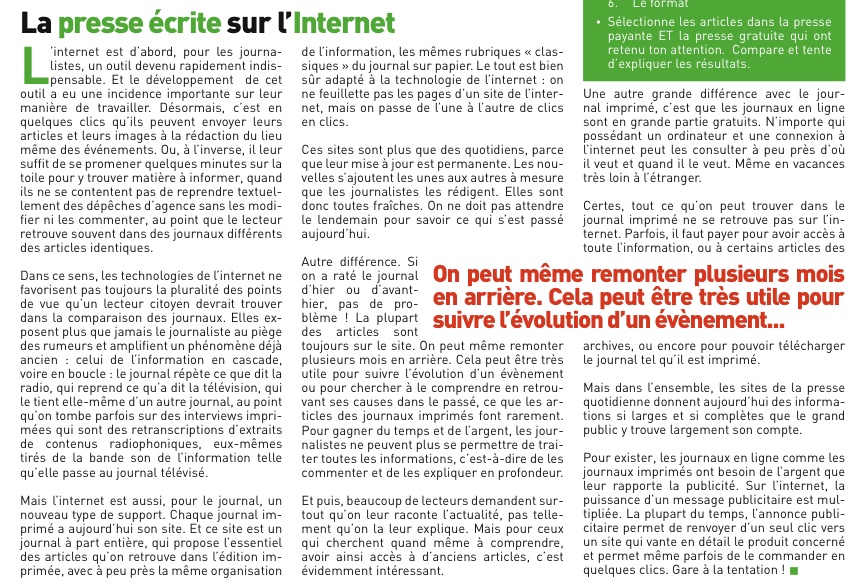 La presse écrite sur l'Internet
L'internet est d'abord, pour les journa-
listes, un outil devenu rapidement indis-
pensable. Et le développement de cet
outil a eu une incidence importante sur leur
manière de travailler. Désormais, c'est en
quelques clics qu'ils peuvent envoyer leurs
articles et leurs images à la rédaction du lieu
même des événements. Ou, à l'inverse, il leur
suffit de se promener quelques minutes sur la
toile pour y trouver matière à informer, quand
ils ne se contentent pas de reprendre textuel-
lement des dépêches d'agence sans les modi-
fier ni les commenter, au point que le lecteur
retrouve souvent dans des journaux différents
des articles identiques.
Dans ce sens, les technologies de l'internet ne
favorisent pas toujours la pluralité des points
de vue qu'un lecteur citoyen devrait trouver
dans la comparaison des journaux. Elles ex-
posent plus que jamais le journaliste au piège
des rumeurs et amplifient un phénomène déjà
ancien : celui de l'information en cascade,
voire en boucle : le journal répète ce que dit la
radio, qui reprend ce qu'a dit la télévision, qui
le tient elle-même d'un autre journal, au point
qu'on tombe parfois sur des interviews impri-
mées qui sont des retranscriptions d'extraits
de contenus radiophoniques, eux-mêmes
tirés de la bande son de l'information telle
qu'elle passe au journal télévisé.
Mais l'internet est aussi, pour le journal, un
nouveau type de support. Chaque journal im-
primé a aujourd'hui son site. Et ce site est un
journal à part entière, qui propose l'essentiel
des articles qu'on retrouve dans l'édition im-
primée, avec à peu près la même organisation
de l'information, les mêmes rubriques « clas-
siques » du journal sur papier. Le tout est bien
sûr adapté à la technologie de l'internet : on
ne feuillette pas les pages d'un site de l'inter-
net, mais on passe de l'une à l'autre de clics
en clics.
Ces sites sont plus que des quotidiens, parce
que leur mise à jour est permanente. Les nou-
velles s'ajoutent les unes aux autres à mesure
que les journalistes les rédigent. Elles sont
donc toutes fraîches. On ne doit pas attendre
le lendemain pour savoir ce qui s'est passé
aujourd'hui.
Autre différence. Si
on a raté le journal
d'hier ou d'avant-
hier, pas de pro-
blème ! La plupart
des articles sont
toujours sur le site. On peut même remonter
plusieurs mois en arrière. Cela peut être très
utile pour suivre l'évolution d'un évènement
ou pour chercher à le comprendre en retrou-
vant ses causes dans le passé, ce que les ar-
ticles des journaux imprimés font rarement.
Pour gagner du temps et de l'argent, les jour-
nalistes ne peuvent plus se permettre de trai-
ter toutes les informations, c'est-à-dire de les
commenter et de les expliquer en profondeur.
Et puis, beaucoup de lecteurs demandent sur-
tout qu'on leur raconte l'actualité, pas telle-
ment qu'on la leur explique. Mais pour ceux
qui cherchent quand même à comprendre,
avoir ainsi accès à d'anciens articles, c'est
évidemment intéressant.
6. Le format
• Sélectionne les articles dans la presse
payante ET la presse gratuite qui ont
retenu ton attention. Compare et tente
d'expliquer les résultats.
Une autre grande différence avec le jour-
nal imprimé, c'est que les journaux en ligne
sont en grande partie gratuits. N'importe qui
possédant un ordinateur et une connexion à
l'internet peut les consulter à peu près d'où
il veut et quand il le veut. Même en vacances
très loin à l'étranger.
Certes, tout ce qu'on peut trouver dans le
journal imprimé ne se retrouve pas sur l'in-
ternet. Parfois, il faut payer pour avoir accès à
toute l'information, ou à certains articles des
On peut même remonter plusieurs mois
en arrière. Cela peut être très utile pour
suivre l'évolution d'un évènement...
archives, ou encore pour pouvoir télécharger
le journal tel qu'il est imprimé.
Mais dans l'ensemble, les sites de la presse
quotidienne donnent aujourd'hui des informa-
tions si larges et si complètes que le grand
public y trouve largement son compte.
Pour exister, les journaux en ligne comme les
journaux imprimés ont besoin de l'argent que
leur rapporte la publicité. Sur l'internet, la
puissance d'un message publicitaire est mul-
tipliée. La plupart du temps, l'annonce publi-
citaire permet de renvoyer d'un seul clic vers
un site qui vante en détail le produit concerné
et permet même parfois de le commander en
quelques clics. Gare à la tentation !